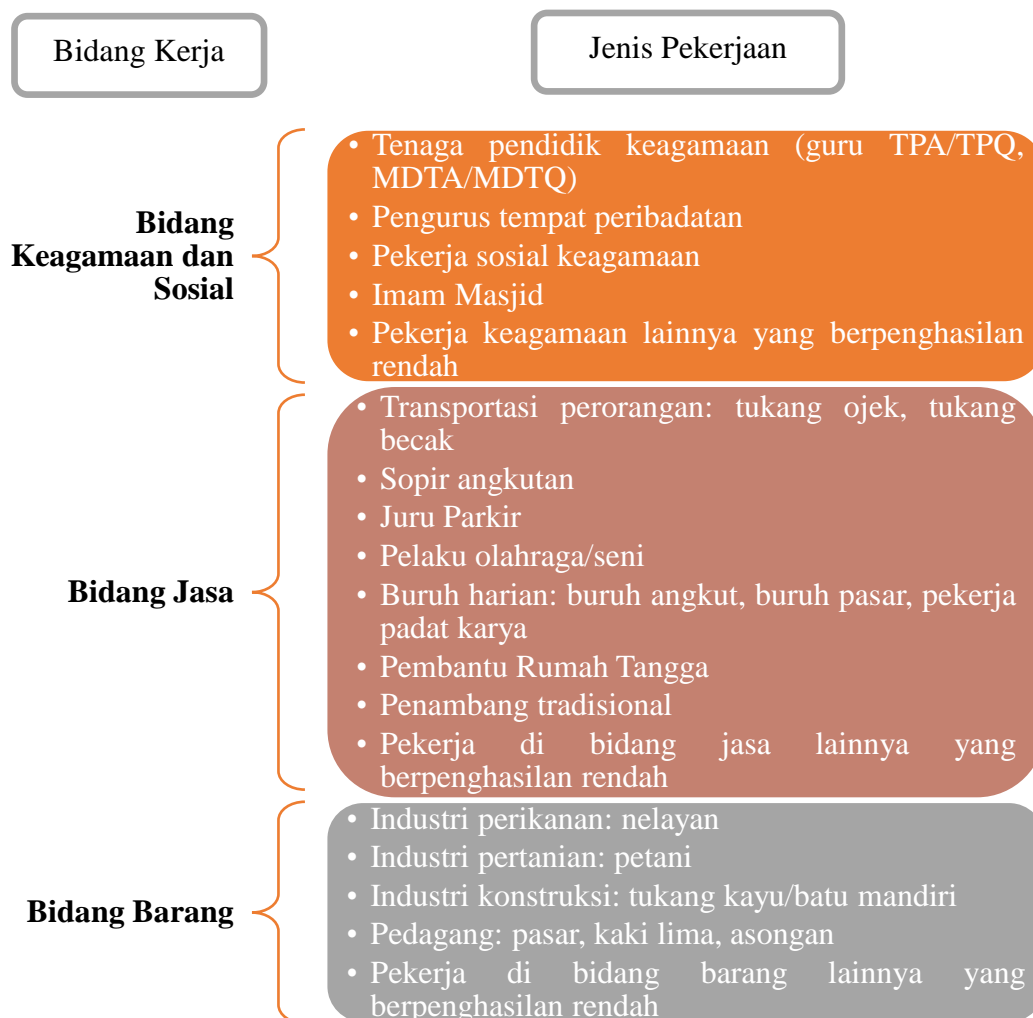 Bidang Kerja
Jenis Pekerjaan
Bidang
Keagamaan dan
Sosial
• Tenaga pendidik keagamaan (guru TPA/TPQ,
MDTA/MDTQ)
• Pengurus tempat peribadatan
• Pekerja sosial keagamaan
• Imam Masjid
• Pekerja keagamaan lainnya yang berpenghasilan
rendah
Bidang Jasa
• Transportasi perorangan: tukang ojek, tukang
becak
• Sopir angkutan
• Juru Parkir
• Pelaku olahraga/seni
• Buruh harian: buruh angkut, buruh pasar, pekerja
padat karya
• Pembantu Rumah Tangga
• Penambang tradisional
• Pekerja di bidang jasa lainnya yang
berpenghasilan rendah
Bidang Barang
• Industri perikanan: nelayan
• Industri pertanian: petani
• Industri konstruksi: tukang kayu/batu mandiri
• Pedagang: pasar, kaki lima, asongan
• Pekerja di bidang barang lainnya yang
berpenghasilan rendah